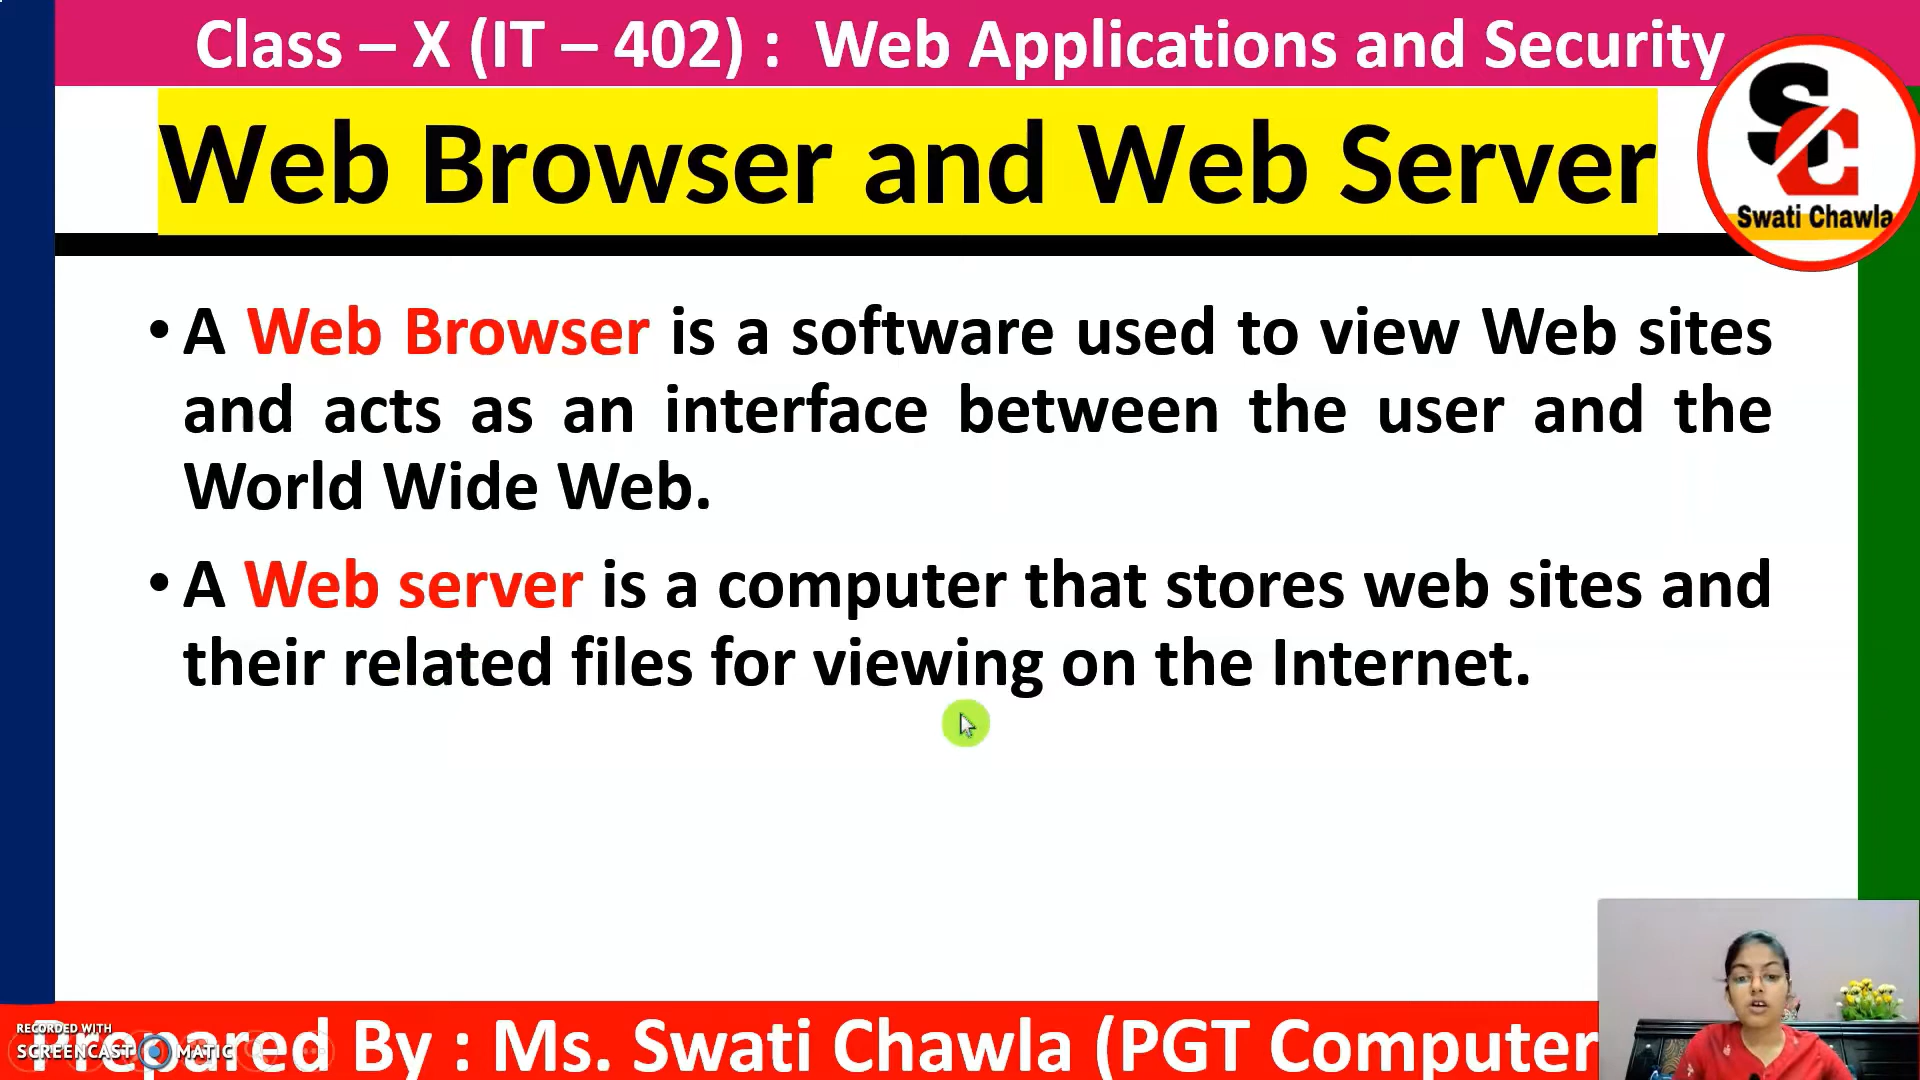 Class – X (IT – 402) : Web Applications and Security
Web Browser and Web Server
SC
Swati Chawla
• A Web Browser is a software used to view Web sites
and acts as an interface between the user and the
World Wide Web.
• A Web server is a computer that stores web sites and
their related files for viewing on the Internet.
Prepared By : Ms. Swati Chawla (PGT Computer
RECORDED WITH
SCREENCAST MATIC